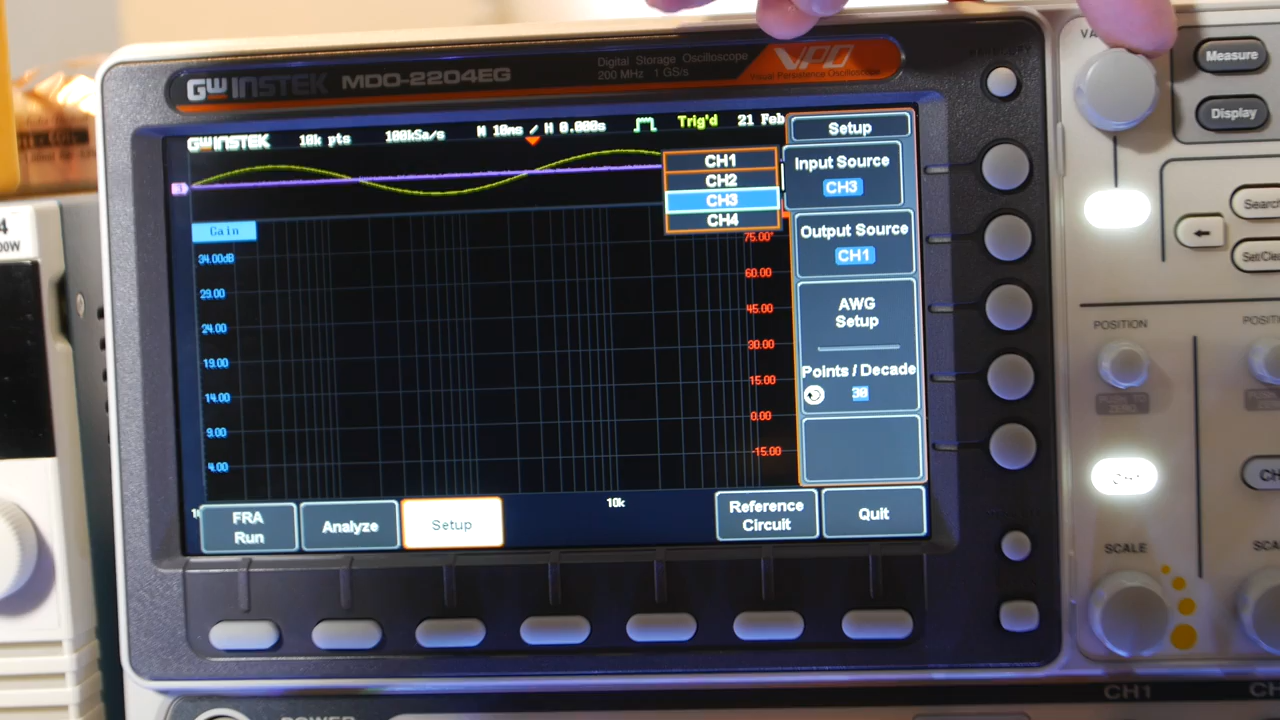 GW INSTEK MDO-2204EG
Digital Storage Oscilloscope
200 MHz 1 GS/s
VPO
Visual Persistence Oscilloscope
Measure
Display
Search
POSITION
PUSH TO
ZERO
SCALE
CH1
GW INSTEK 10k pts 100kSa/s H 0.000s Trig'd 21 Feb
Setup
Input Source
CH3
Output Source
CH1
AWG
Setup
Points / Decade
30
CH1
CH2
CH3
CH4
Gain
34.00dB
29.00
24.00
19.00
14.00
9.00
4.00
75.00°
60.00
45.00
30.00
15.00
0.00
-15.00
10k
FRA
Run
Analyze
Setup
Reference
Circuit
Quit
POWER